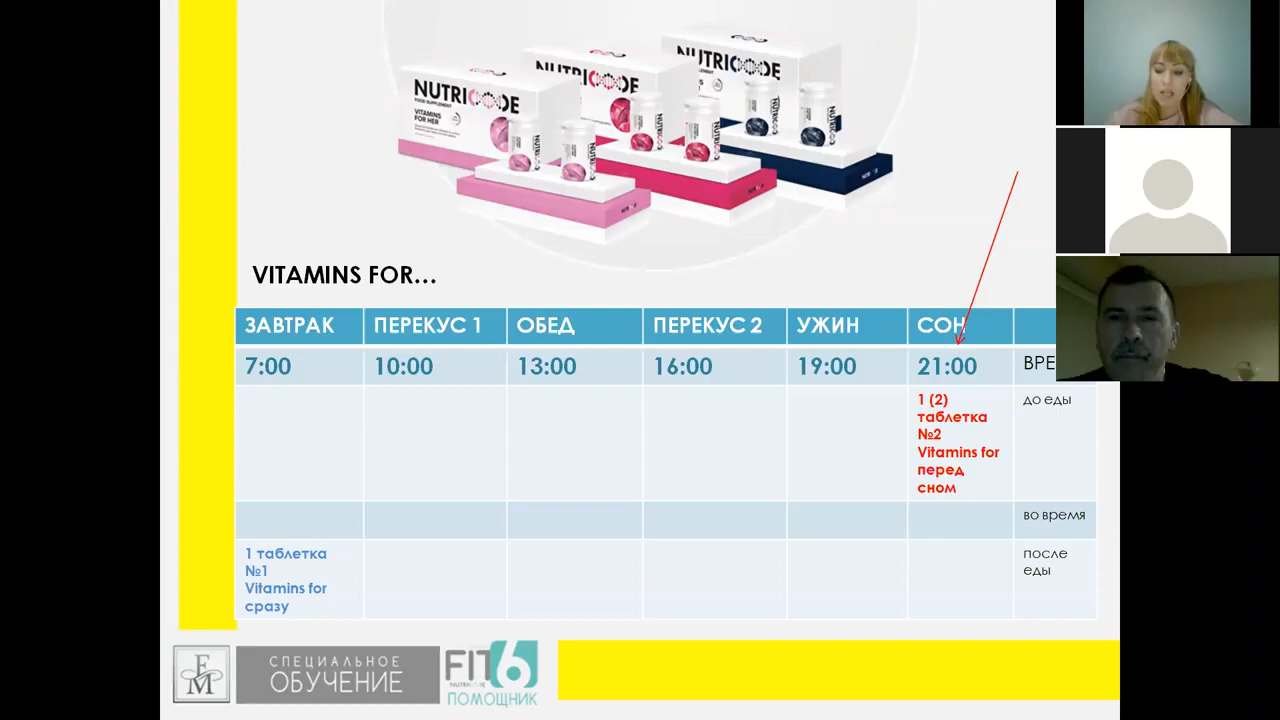 NUTRICODE
FOOD SUPPLEMENT
VITAMINS
FOR HER
NUTRICODE
NUTRICODE
VITAMINS FOR...
ЗАВТРАК ПЕРЕКУС 1 ОБЕД ПЕРЕКУС 2 УЖИН СОН
7:00 10:00 13:00 16:00 19:00 21:00 ВРЕ
1 (2) до еды
таблетка
№2
Vitamins for
перед
сном
во время
1 таблетка после
№1 еды
Vitamins for
сразу
FM
СПЕЦИАЛЬНОЕ
ОБУЧЕНИЕ
FIT6
ПОМОЩНИК